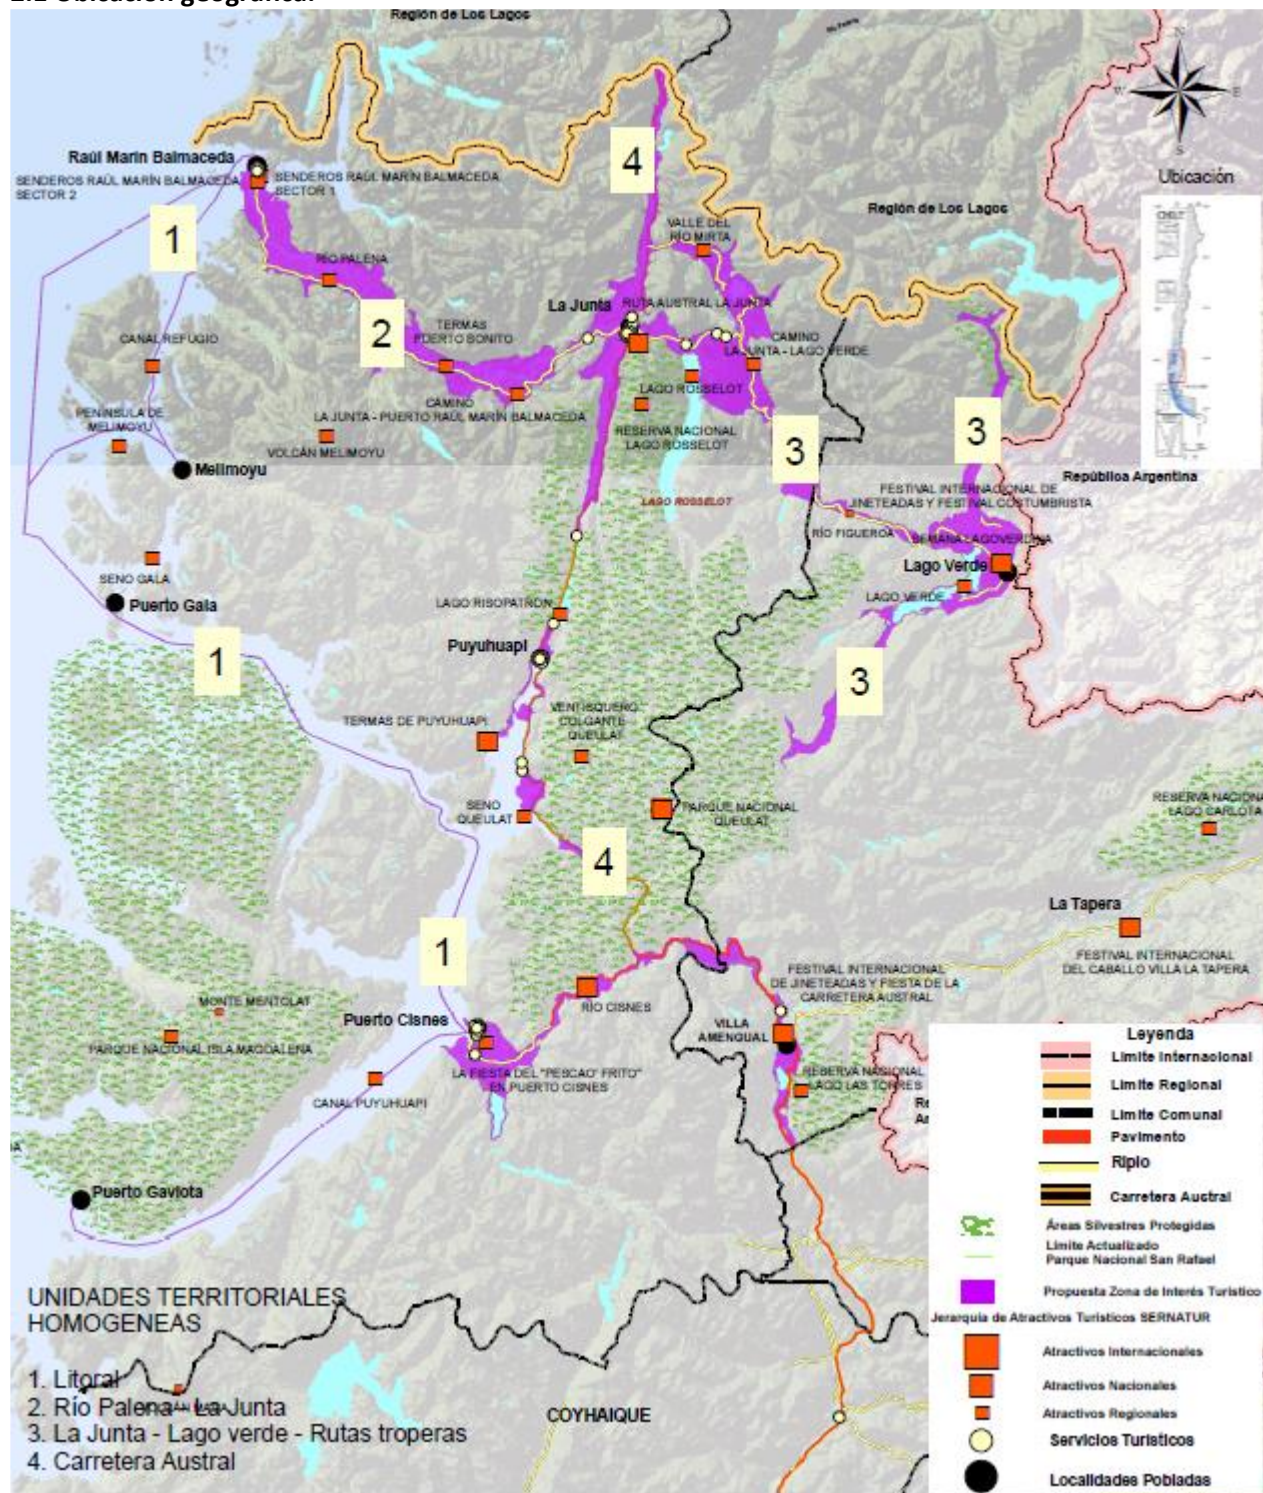 2.1 Ubicación geográfica.
Región de Los Lagos
N
W
E
S
Ubicación
CHILE
Raúl Marín Balmaceda
SENDEROS RAÚL MARÍN BALMACEDA
SECTOR 2
SENDEROS RAÚL MARÍN BALMACEDA
SECTOR 1
4
1
VALLE DEL
RÍO MIRTA
Región de Los Lagos
RÍO PALENA
La Junta
RUTA AUSTRAL LA JUNTA
2
TERMAS
PUERTO BONITO
CANAL REFUGIO
CAMINO
LA JUNTA - LAGO VERDE
LAGO ROSSELOT
CAMINO
LA JUNTA - PUERTO RAÚL MARÍN BALMACEDA
PENÍNSULA DE
MELIMOYU
VOLCÁN MELIMOYU
RESERVA NACIONAL
LAGO ROSSELOT
3
3
Melimoyu
República Argentina
LAGO ROSSELOT
FESTIVAL INTERNACIONAL DE
JINETEADAS Y FESTIVAL COSTUMBRISTA
RÍO FIGUEROA
SEMANA LAGOVERDINA
Lago Verde
LAGO VERDE
SENO GALA
Puerto Gala
LAGO RISOPATRÓN
Puyuhuapi
1
3
TERMAS DE PUYUHUAPI
VENTISQUERO
COLGANTE
QUEULAT
SENO
QUEULAT
PARQUE NACIONAL
QUEULAT
RESERVA NACIONA
LAGO CARLOTA
4
La Tapera
FESTIVAL INTERNACIONAL
DEL CABALLO VILLA LA TAPERA
1
FESTIVAL INTERNACIONAL
DE JINETEADAS Y FIESTA DE LA
CARRETERA AUSTRAL
RÍO CISNES
MONTE MENTOLAT
Puerto Cisnes
VILLA
AMENGUAL
PARQUE NACIONAL ISLA MAGDALENA
LA FIESTA DEL "PESCAO' FRITO"
EN PUERTO CISNES
RESERVA NACIONAL
LAGO LAS TORRES
CANAL PUYUHUAPI
Puerto Gaviota
Leyenda
Límite Internacional
Límite Regional
Límite Comunal
Pavimento
Ripio
Carretera Austral
Áreas Silvestres Protegidas
Límite Actualizado
Parque Nacional San Rafael
Propuesta Zona de Interés Turístico
Jerarquía de Atractivos Turísticos SERNATUR
Atractivos Internacionales
Atractivos Nacionales
Atractivos Regionales
Servicios Turísticos
Localidades Pobladas
UNIDADES TERRITORIALES
HOMOGENEAS
1. Litoral
2. Río Palena - La Junta
3. La Junta - Lago verde - Rutas troperas
4. Carretera Austral
COYHAIQUE